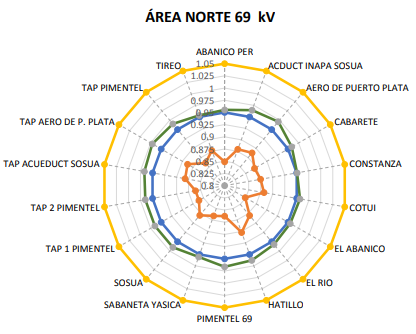 ÁREA NORTE 69 kV
ABANICO PER
TIREO
ACDUCT INAPA SOSUA
TAP PIMENTEL
AERO DE PUERTO PLATA
TAP AERO DE P. PLATA
CABARETE
TAP ACUEDUCT SOSUA
CONSTANZA
TAP 2 PIMENTEL
COTUI
TAP 1 PIMENTEL
EL ABANICO
SOSUA
EL RIO
SABANETA YASICA
HATILLO
PIMENTEL 69
1.05
1.025
1
0.975
0.95
0.925
0.9
0.875
0.85
0.825
0.8